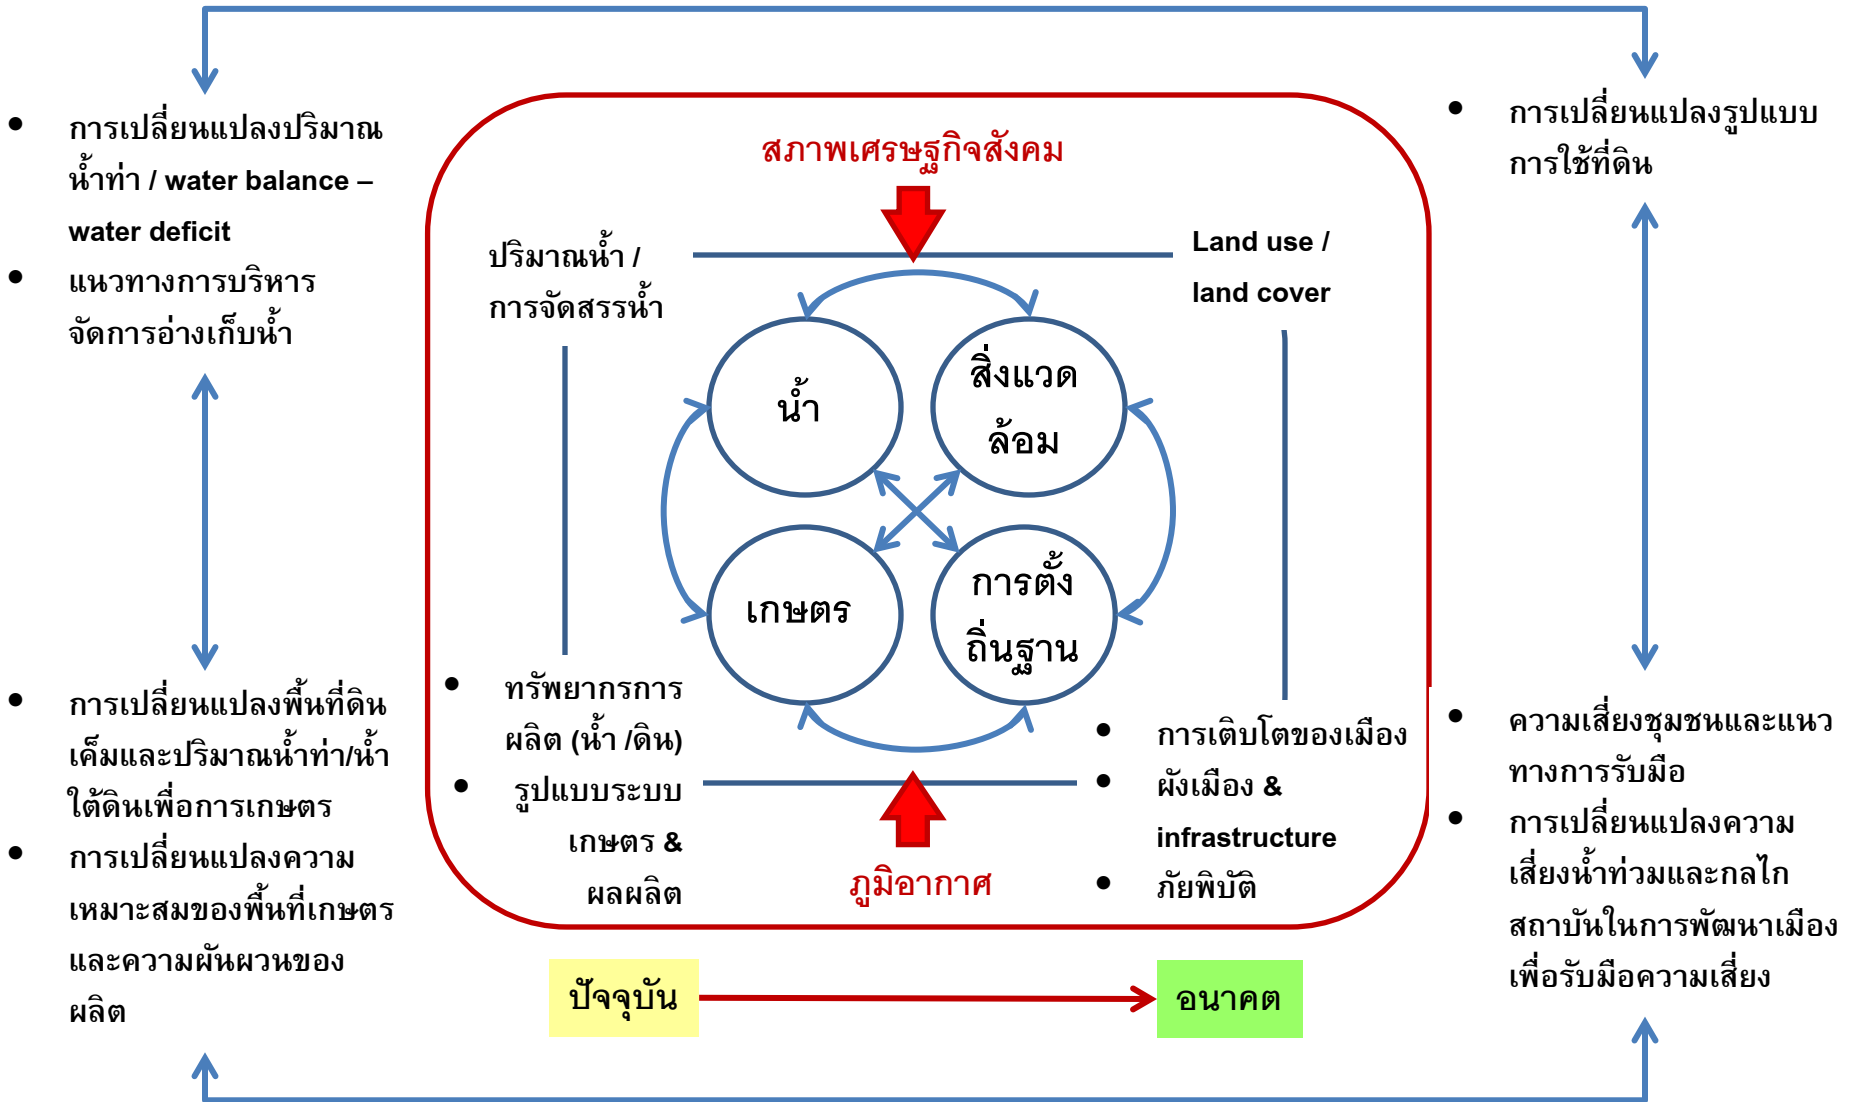 การเปลี่ยนแปลงปริมาณ
น้ำท่า / water balance –
water deficit
แนวทางการบริหาร
จัดการอ่างเก็บน้ำ
การเปลี่ยนแปลงรูปแบบ
การใช้ที่ดิน
สภาพเศรษฐกิจสังคม
ปริมาณน้ำ /
การจัดสรรน้ำ
Land use /
land cover
น้ำ
สิ่งแวด
ล้อม
เกษตร
การตั้ง
ถิ่นฐาน
การเปลี่ยนแปลงพื้นที่ดิน
เค็มและปริมาณน้ำท่า/น้ำ
ใต้ดินเพื่อการเกษตร
การเปลี่ยนแปลงความ
เหมาะสมของพื้นที่เกษตร
และความผันผวนของ
ผลิต
ทรัพยากรการ
ผลิต (น้ำ /ดิน)
รูปแบบระบบ
เกษตร &
ผลผลิต
การเติบโตของเมือง
ผังเมือง &
infrastructure
ภัยพิบัติ
ภูมิอากาศ
ความเสี่ยงชุมชนและแนว
ทางการรับมือ
การเปลี่ยนแปลงความ
เสี่ยงน้ำท่วมและกลไก
สถาบันในการพัฒนาเมือง
เพื่อรับมือความเสี่ยง
ปัจจุบัน
อนาคต